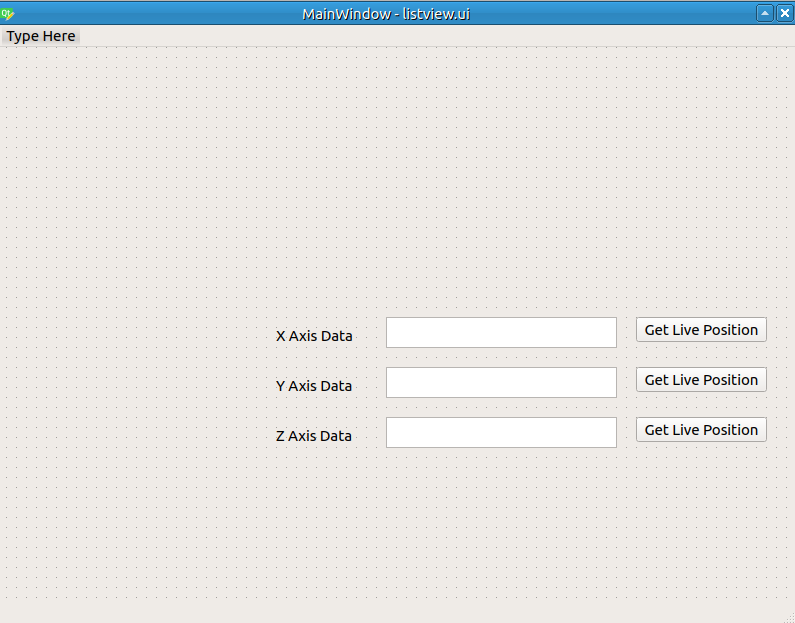 MainWindow - listview.ui
Type Here
X Axis Data
Get Live Position
Y Axis Data
Get Live Position
Z Axis Data
Get Live Position